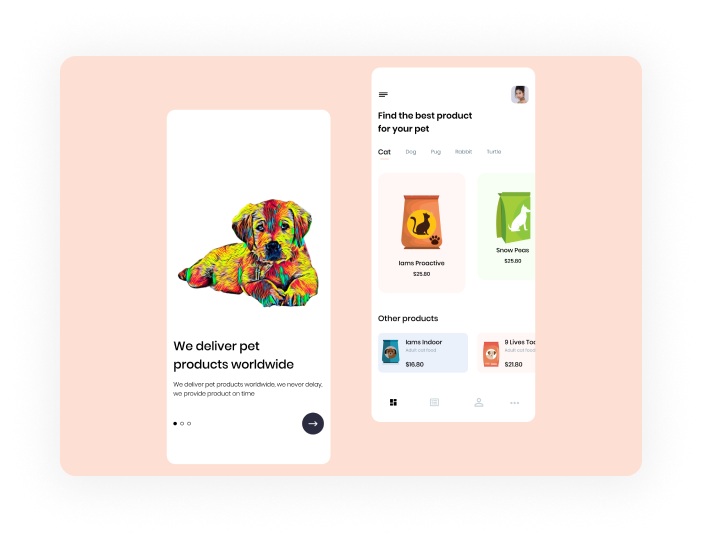 We deliver pet
products worldwide
We deliver pet products worldwide, we never delay,
we provide product on time
Find the best product
for your pet
Cat Dog Pug Rabbit Turtle
Iams Proactive
$25.80
Snow Peas
$25.80
Other products
Iams Indoor
Adult cat food
$16.80
9 Lives Too
Adult cat food
$21.80